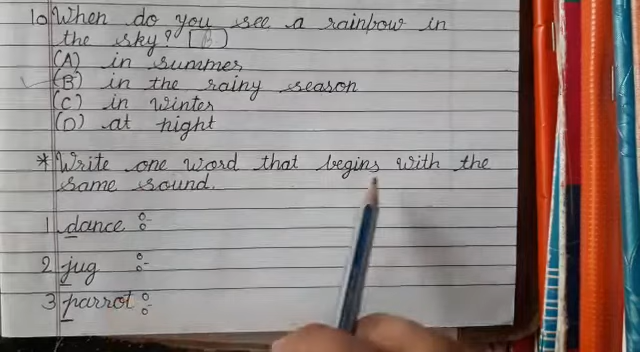 10 When do you see a rainbow in
the sky? [B]
(A) in summer
(B) in the rainy season
(C) in winter
(D) at night
* Write one word that begins with the
same sound.
1 dance :-
2 jug :-
3 parrot :-